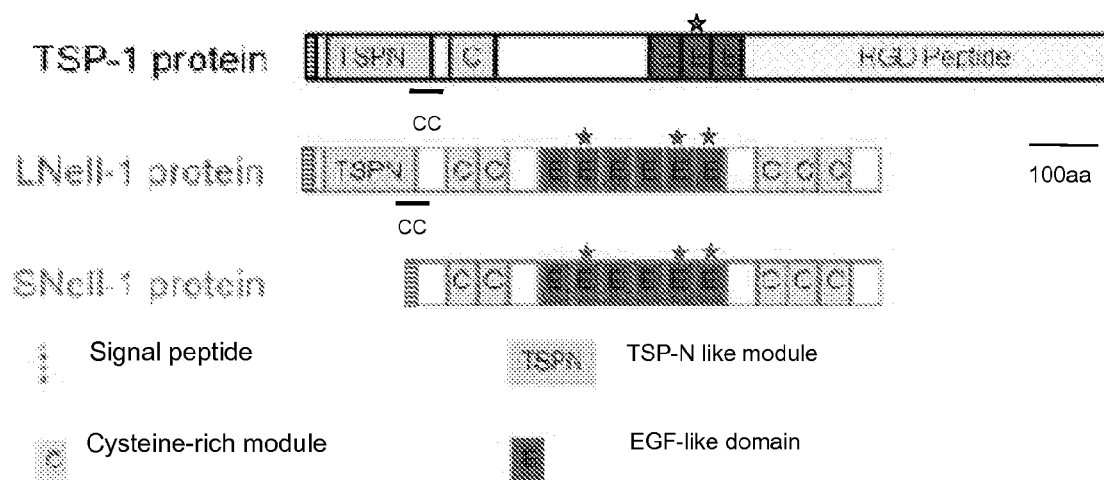 TSP-1 protein
TSPN C E E E RGD Peptide
CC
LNell-1 protein
TSPN C C E E E E E E C C C
100aa
CC
SNell-1 protein
C C E E E E E E C C C
Signal peptide
TSPN TSP-N like module
C Cysteine-rich module
E EGF-like domain